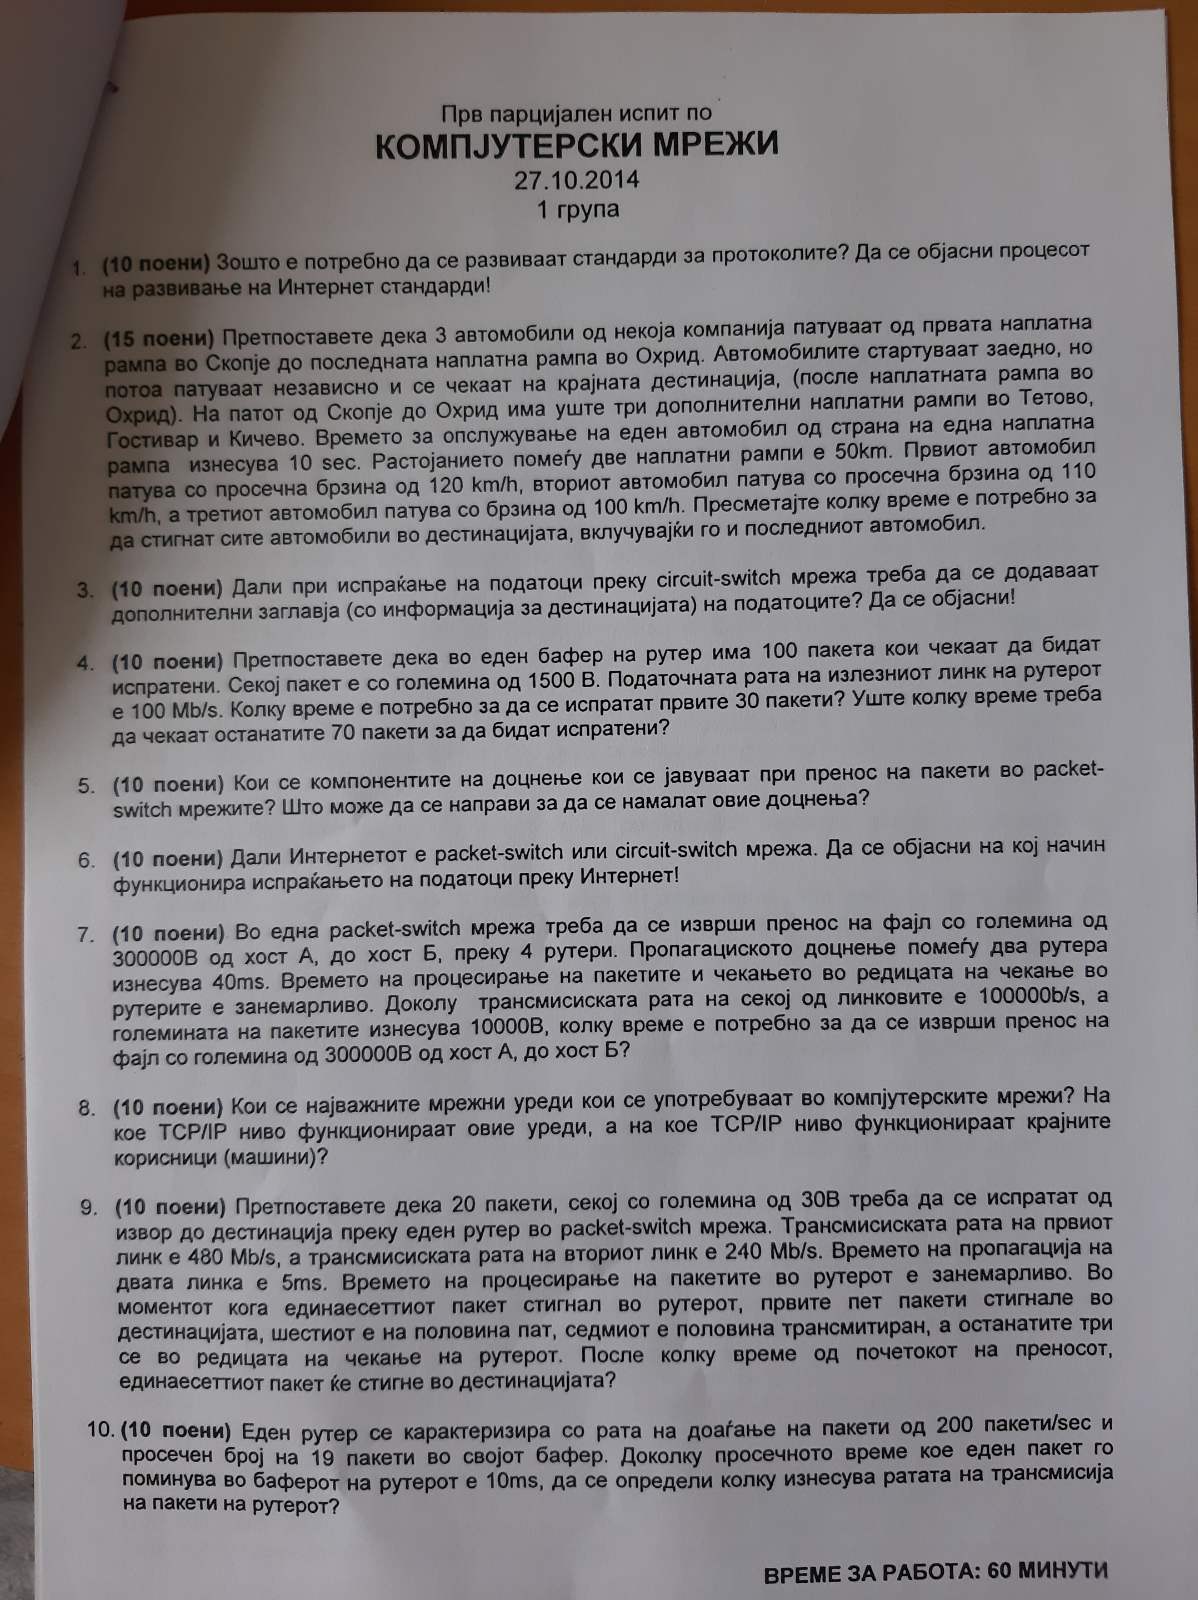 Прв парцијален испит по
КОМПЈУТЕРСКИ МРЕЖИ
27.10.2014
1 група
1. (10 поени) Зошто е потребно да се развиваат стандарди за протоколите? Да се објасни процесот
на развивање на Интернет стандарди!
2. (15 поени) Претпоставете дека 3 автомобили од некоја компанија патуваат од првата наплатна
рампа во Скопје до последната наплатна рампа во Охрид. Автомобилите стартуваат заедно, но
потоа патуваат независно и се чекаат на крајната дестинација, (после наплатната рампа во
Охрид). На патот од Скопје до Охрид има уште три дополнителни наплатни рампи во Тетово,
Гостивар и Кичево. Времето за опслужување на еден автомобил од страна на една наплатна
рампа изнесува 10 sec. Растојанието помеѓу две наплатни рампи е 50km. Првиот автомобил
патува со просечна брзина од 120 km/h, вториот автомобил патува со просечна брзина од 110
km/h, а третиот автомобил патува со брзина од 100 km/h. Пресметајте колку време е потребно за
да стигнат сите автомобили во дестинацијата, вклучувајќи го и последниот автомобил.
3. (10 поени) Дали при испраќање на податоци преку circuit-switch мрежа треба да се додаваат
дополнителни заглавја (со информација за дестинацијата) на податоците? Да се објасни!
4. (10 поени) Претпоставете дека во еден бафер на рутер има 100 пакета кои чекаат да бидат
испратени. Секој пакет е со големина од 1500 B. Податочната рата на излезниот линк на рутерот
е 100 Mb/s. Колку време е потребно за да се испратат првите 30 пакети? Уште колку време треба
да чекаат останатите 70 пакети за да бидат испратени?
5. (10 поени) Кои се компонентите на доцнење кои се јавуваат при пренос на пакети во packet-
switch мрежите? Што може да се направи за да се намалат овие доцнења?
6. (10 поени) Дали Интернетот е packet-switch или circuit-switch мрежа. Да се објасни на кој начин
функционира испраќањето на податоци преку Интернет!
7. (10 поени) Во една packet-switch мрежа треба да се изврши пренос на фајл со големина од
300000B од хост А, до хост Б, преку 4 рутери. Пропагациското доцнење помеѓу два рутера
изнесува 40ms. Времето на процесирање на пакетите и чекањето во редицата на чекање во
рутерите е занемарливо. Доколу трансмисиската рата на секој од линковите е 100000b/s, а
големината на пакетите изнесува 10000B, колку време е потребно за да се изврши пренос на
фајл со големина од 300000B од хост А, до хост Б?
8. (10 поени) Кои се најважните мрежни уреди кои се употребуваат во компјутерските мрежи? На
кое TCP/IP ниво функционираат овие уреди, а на кое TCP/IP ниво функционираат крајните
корисници (машини)?
9. (10 поени) Претпоставете дека 20 пакети, секој со големина од 30B треба да се испратат од
извор до дестинација преку еден рутер во packet-switch мрежа. Трансмисиската рата на првиот
линк е 480 Mb/s, а трансмисиската рата на вториот линк е 240 Mb/s. Времето на пропагација на
двата линка е 5ms. Времето на процесирање на пакетите во рутерот е занемарливо. Во
моментот кога единаесеттиот пакет стигнал во рутерот, првите пет пакети стигнале во
дестинацијата, шестиот е на половина пат, седмиот е половина трансмитиран, а останатите три
се во редицата на чекање на рутерот. После колку време од почетокот на преносот,
единаесеттиот пакет ќе стигне во дестинацијата?
10. (10 поени) Еден рутер се карактеризира со рата на доаѓање на пакети од 200 пакети/sec и
просечен број на 19 пакети во својот бафер. Доколку просечното време кое еден пакет го
поминува во баферот на рутерот е 10ms, да се определи колку изнесува ратата на трансмисија
на пакети на рутерот?
ВРЕМЕ ЗА РАБОТА: 60 МИНУТИ